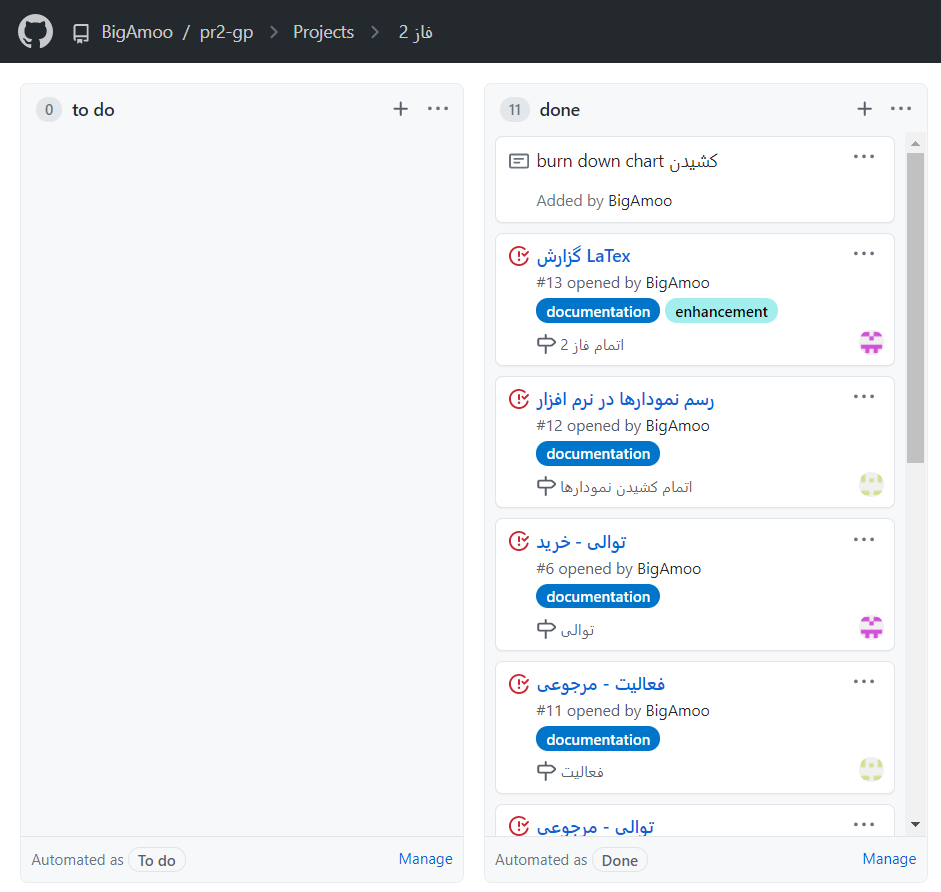 BigAmoo / pr2-gp > Projects > فاز 2
0 to do
11 done
burn down chart کشیدن
Added by BigAmoo
LaTex گزارش
#13 opened by BigAmoo
documentation enhancement
اتمام فاز 2
رسم نمودارها در نرم افزار
#12 opened by BigAmoo
documentation
اتمام کشیدن نمودارها
توالی - خرید
#6 opened by BigAmoo
documentation
توالی
فعالیت - مرجوعی
#11 opened by BigAmoo
documentation
فعالیت
توالی - مرجوعی
Automated as To do Manage
Automated as Done Manage